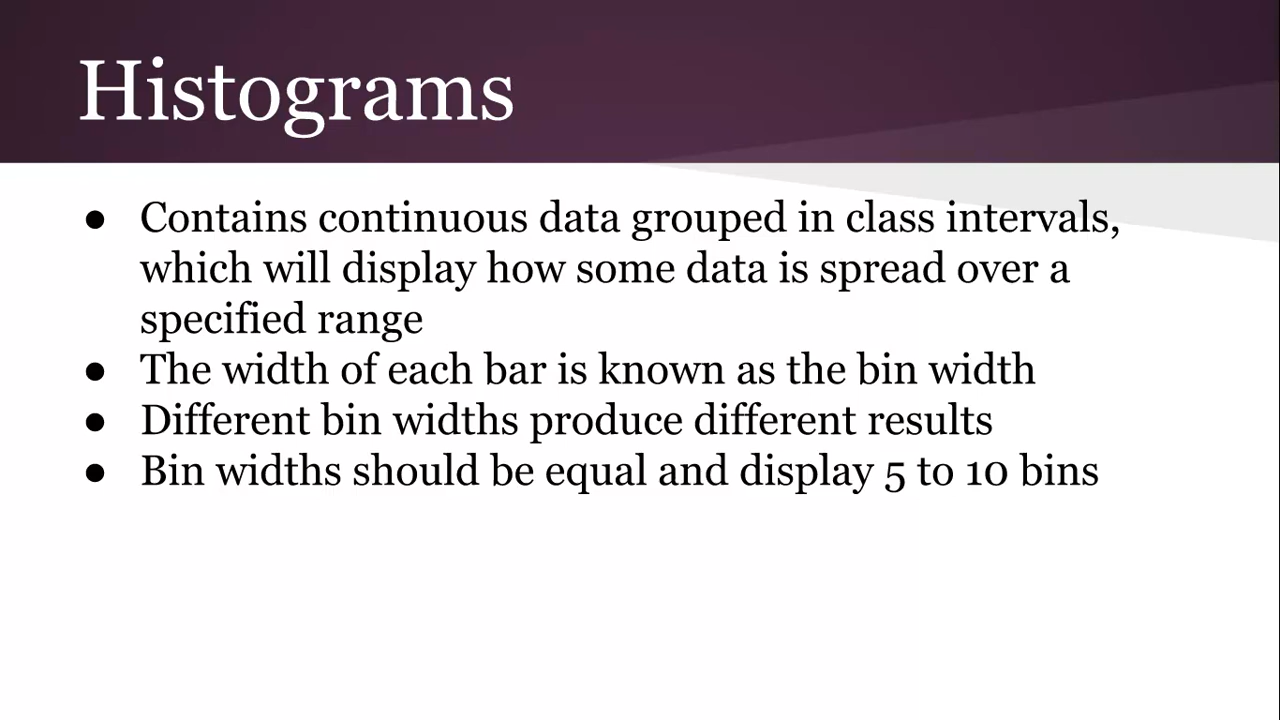 Histograms
● Contains continuous data grouped in class intervals,
which will display how some data is spread over a
specified range
● The width of each bar is known as the bin width
● Different bin widths produce different results
● Bin widths should be equal and display 5 to 10 bins